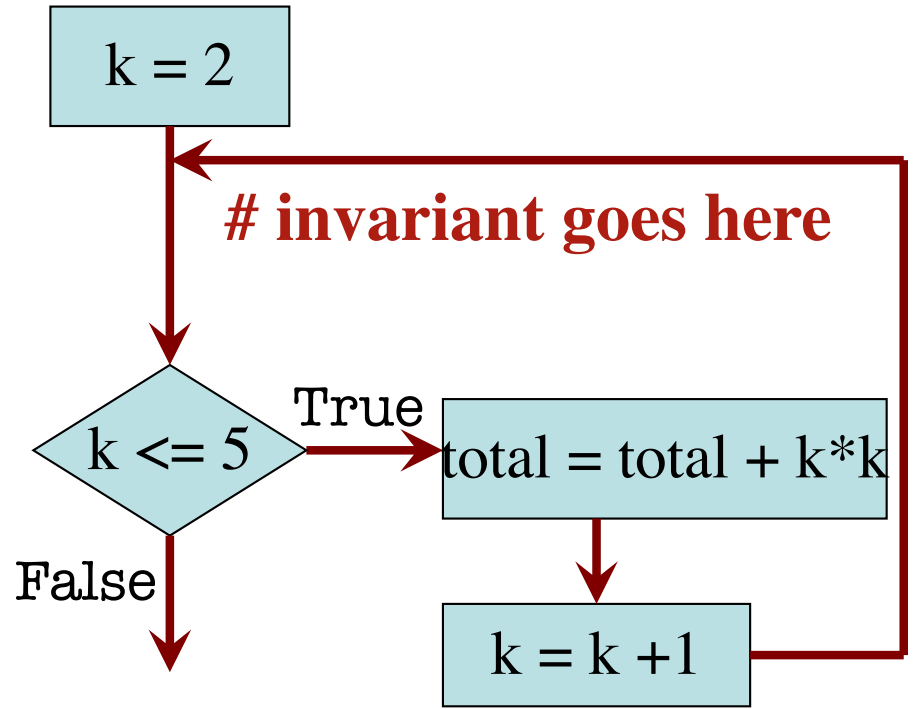 k = 2
# invariant goes here
k <= 5
True
total = total + k*k
False
k = k +1